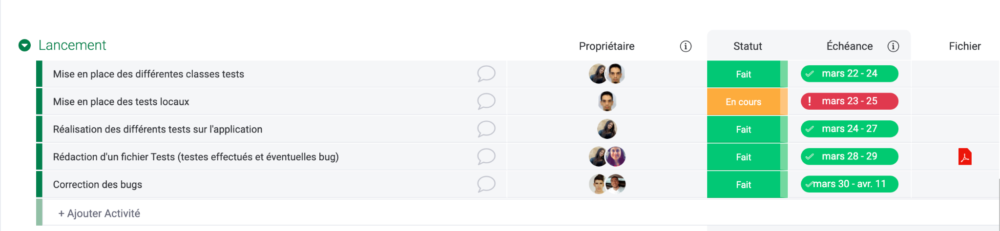 Lancement Propriétaire Statut Échéance Fichier
Mise en place des différentes classes tests Fait mars 22 - 24
Mise en place des tests locaux En cours ! mars 23 - 25
Réalisation des différents tests sur l'application Fait mars 24 - 27
Rédaction d'un fichier Tests (testes effectués et éventuelles bug) Fait mars 28 - 29
Correction des bugs Fait mars 30 - avr. 11
+ Ajouter Activité